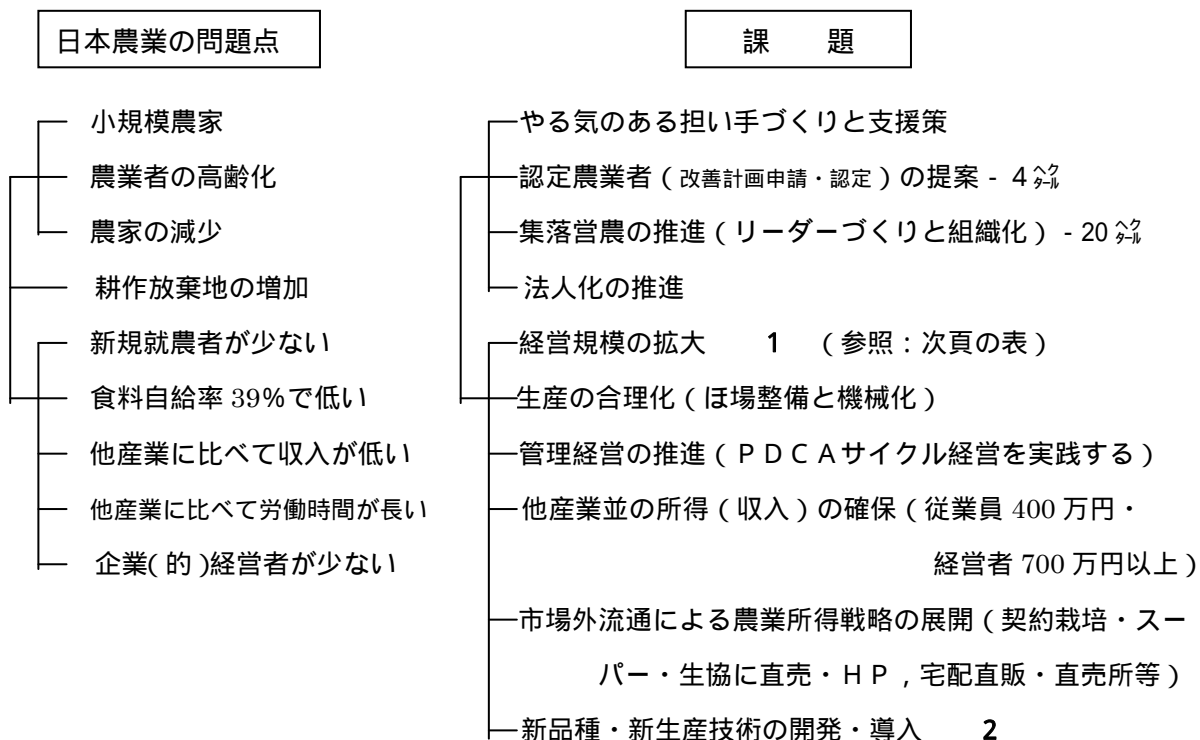 日本農業の問題点
小規模農家
農業者の高齢化
農家の減少
耕作放棄地の増加
新規就農者が少ない
食料自給率 39%で低い
他産業に比べて収入が低い
他産業に比べて労働時間が長い
企業(的)経営者が少ない
課　題
やる気のある担い手づくりと支援策
認定農業者(改善計画申請・認定)の提案 - 4㌶
集落営農の推進(リーダーづくりと組織化) - 20㌶
法人化の推進
経営規模の拡大　1　(参照:次頁の表)
生産の合理化(ほ場整備と機械化)
管理経営の推進(PDCAサイクル経営を実践する)
他産業並の所得(収入)の確保(従業員 400 万円・
経営者 700 万円以上)
市場外流通による農業所得戦略の展開(契約栽培・スー
パー・生協に直売・HP,宅配直販・直売所等)
新品種・新生産技術の開発・導入　2